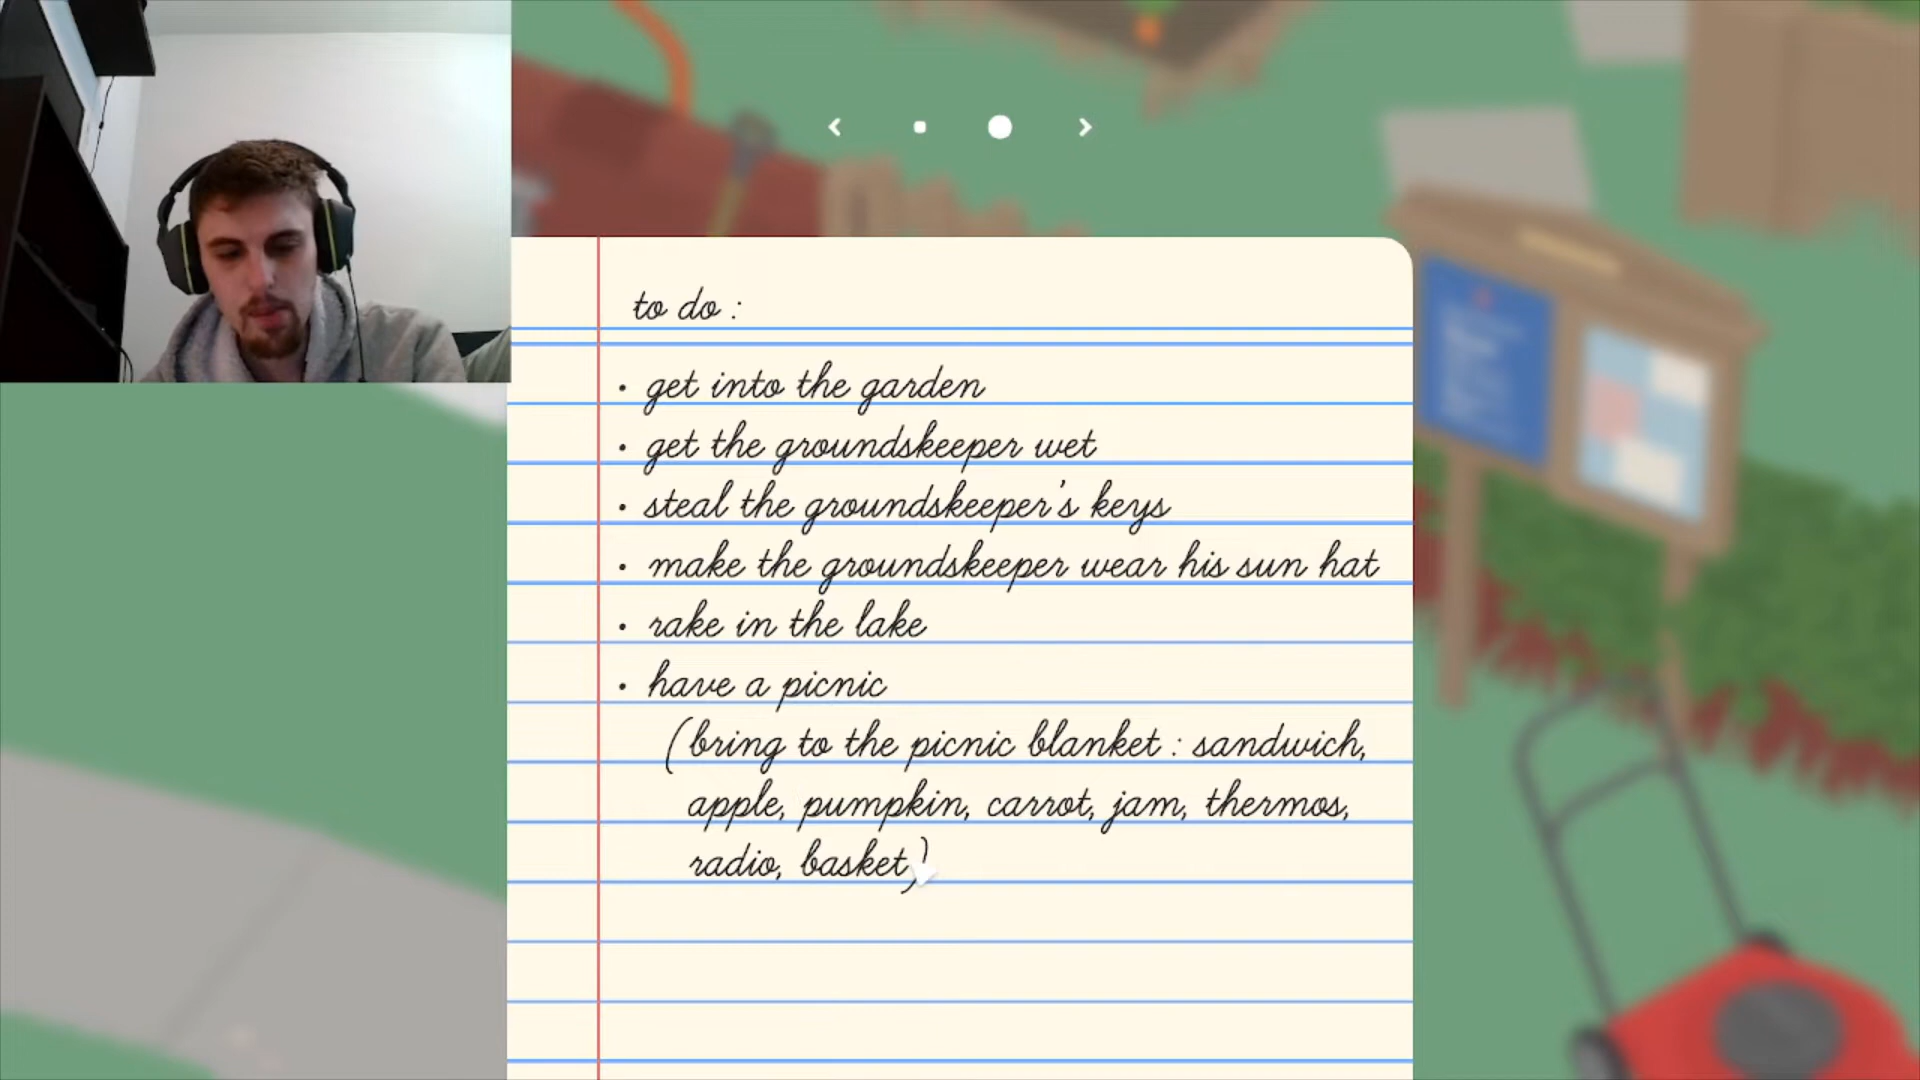 to do :
• get into the garden
• get the groundskeeper wet
• steal the groundskeeper's keys
• make the groundskeeper wear his sun hat
• rake in the lake
• have a picnic
(bring to the picnic blanket : sandwich,
apple, pumpkin, carrot, jam, thermos,
radio, basket)